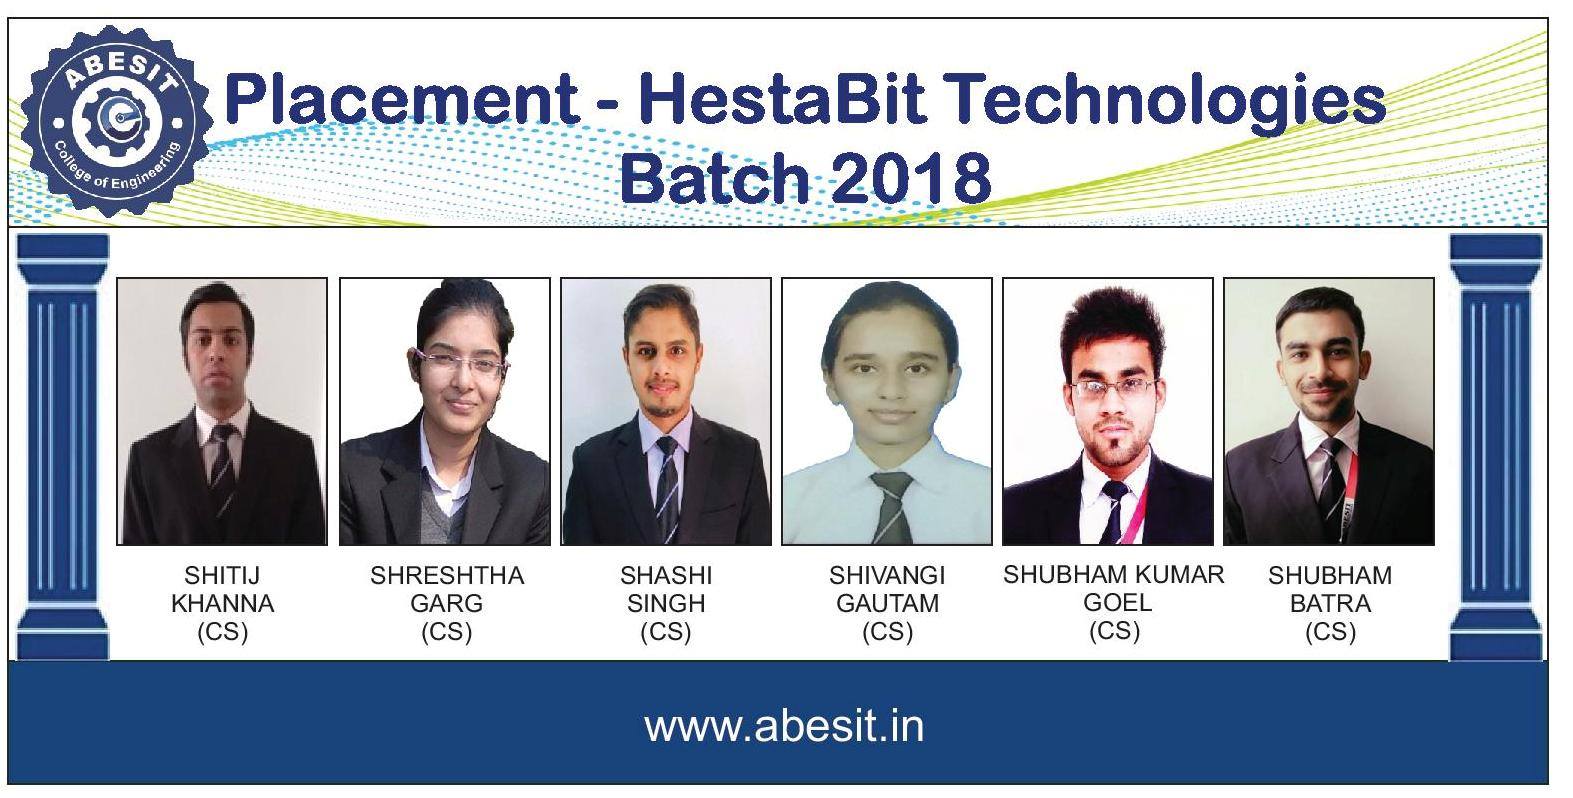 ABESIT
College of Engineering
Placement - HestaBit Technologies
Batch 2018
SHITIJ
KHANNA
(CS)
SHRESHTHA
GARG
(CS)
SHASHI
SINGH
(CS)
SHIVANGI
GAUTAM
(CS)
SHUBHAM KUMAR
GOEL
(CS)
SHUBHAM
BATRA
(CS)
www.abesit.in